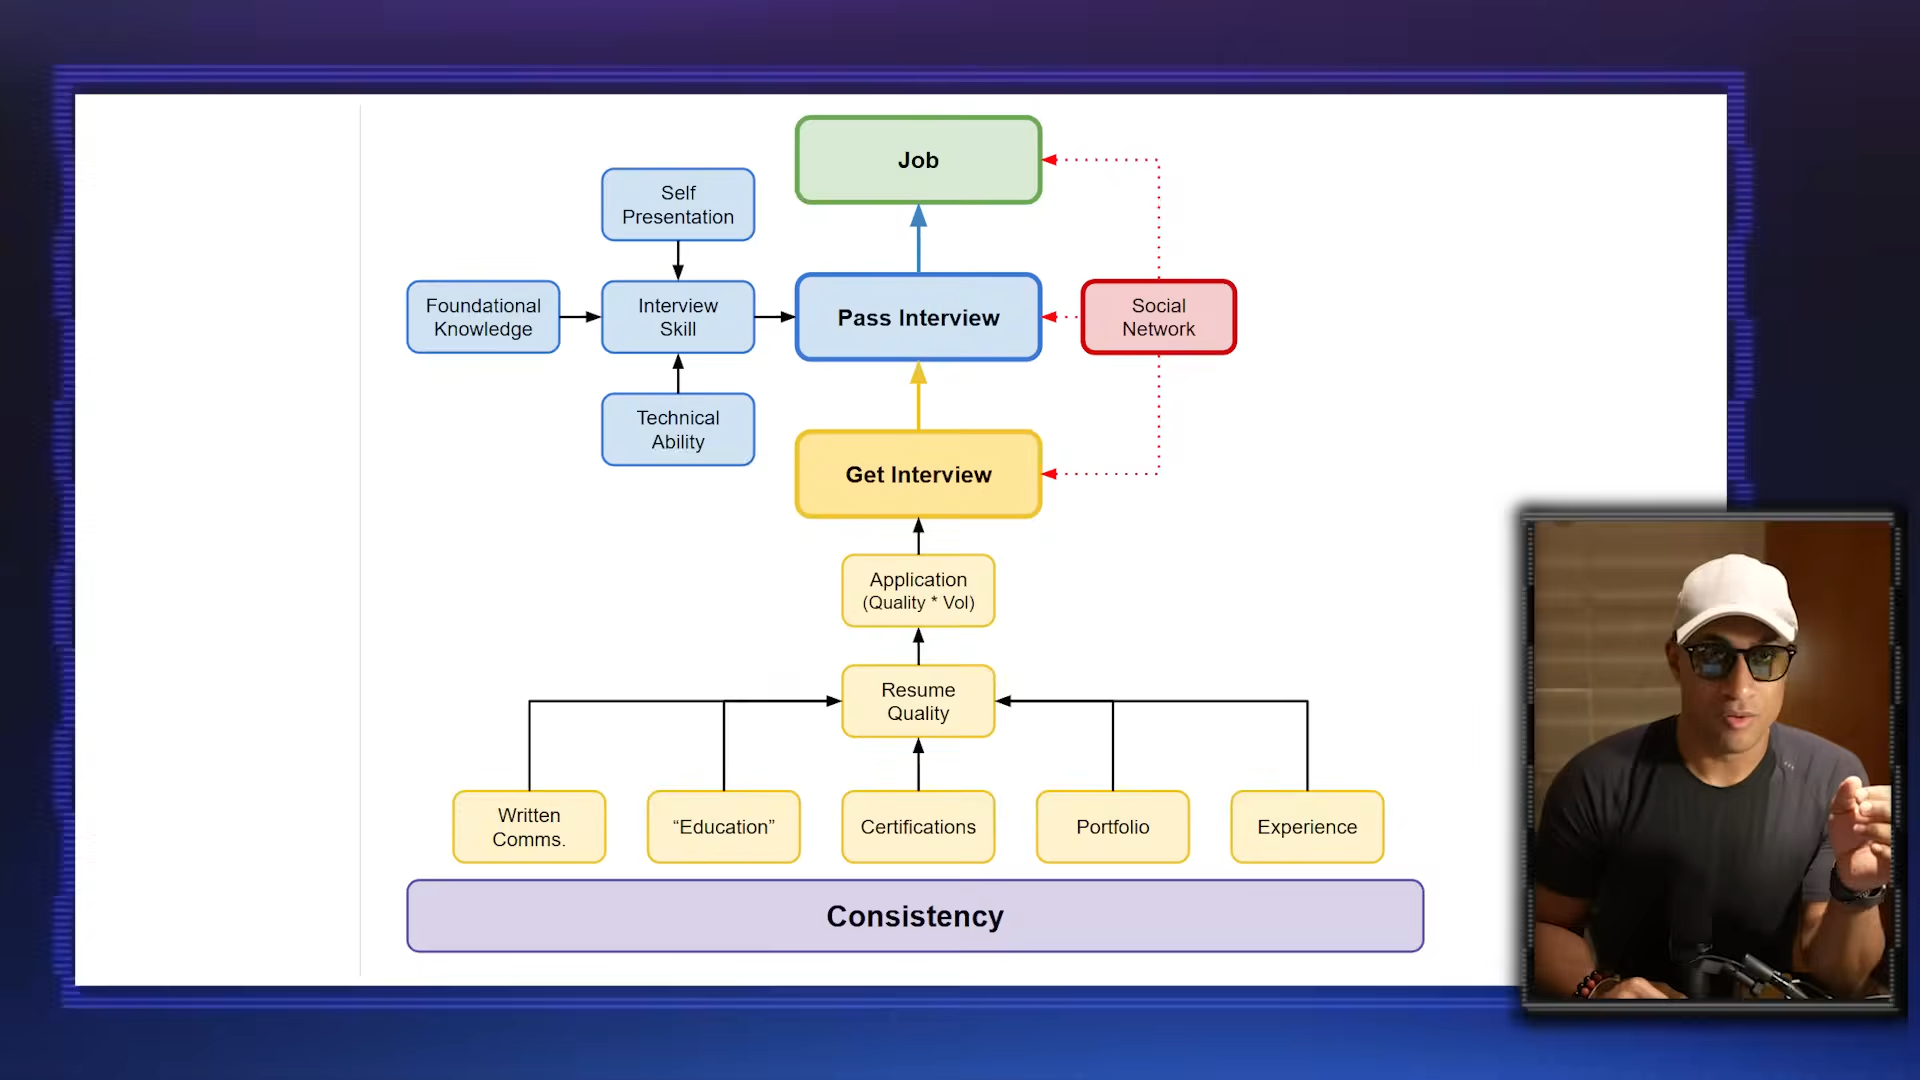 Job
Self
Presentation
Foundational
Knowledge
Interview
Skill
Pass Interview
Social
Network
Technical
Ability
Get Interview
Application
(Quality * Vol)
Resume
Quality
Written
Comms.
“Education”
Certifications
Portfolio
Experience
Consistency